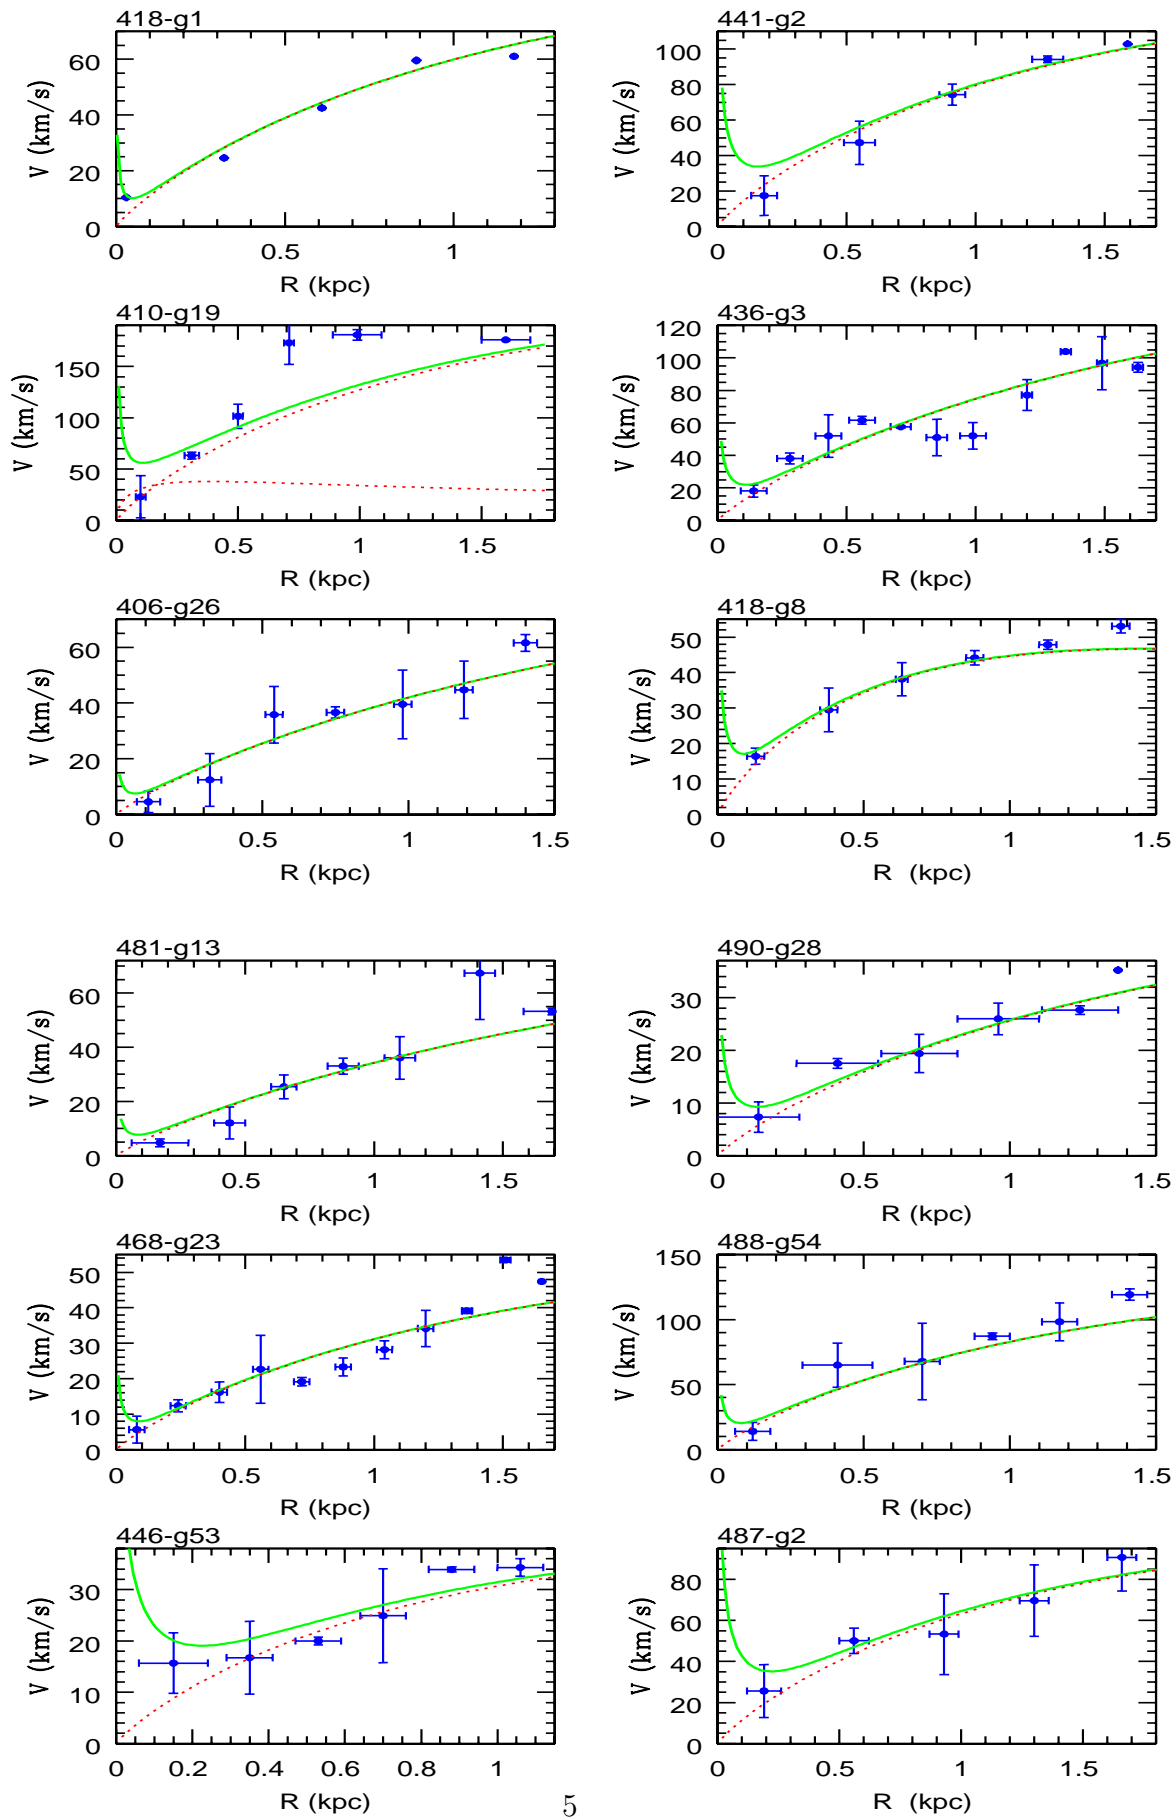 418-g1
60
40
20
0
V (km/s)
0 0.5 1
R (kpc)
441-g2
100
80
60
40
20
0
V (km/s)
0 0.5 1 1.5
R (kpc)
410-g19
150
100
50
0
V (km/s)
0 0.5 1 1.5
R (kpc)
436-g3
120
100
80
60
40
20
0
V (km/s)
0 0.5 1 1.5
R (kpc)
406-g26
60
40
20
0
V (km/s)
0 0.5 1 1.5
R (kpc)
418-g8
50
40
30
20
10
0
V (km/s)
0 0.5 1 1.5
R (kpc)
481-g13
60
40
20
0
V (km/s)
0 0.5 1 1.5
R (kpc)
490-g28
30
20
10
0
V (km/s)
0 0.5 1 1.5
R (kpc)
468-g23
50
40
30
20
10
0
V (km/s)
0 0.5 1 1.5
R (kpc)
488-g54
150
100
50
0
V (km/s)
0 0.5 1 1.5
R (kpc)
446-g53
30
20
10
0
V (km/s)
0 0.2 0.4 0.6 0.8 1
R (kpc)
487-g2
80
60
40
20
0
V (km/s)
0 0.5 1 1.5
R (kpc)
5